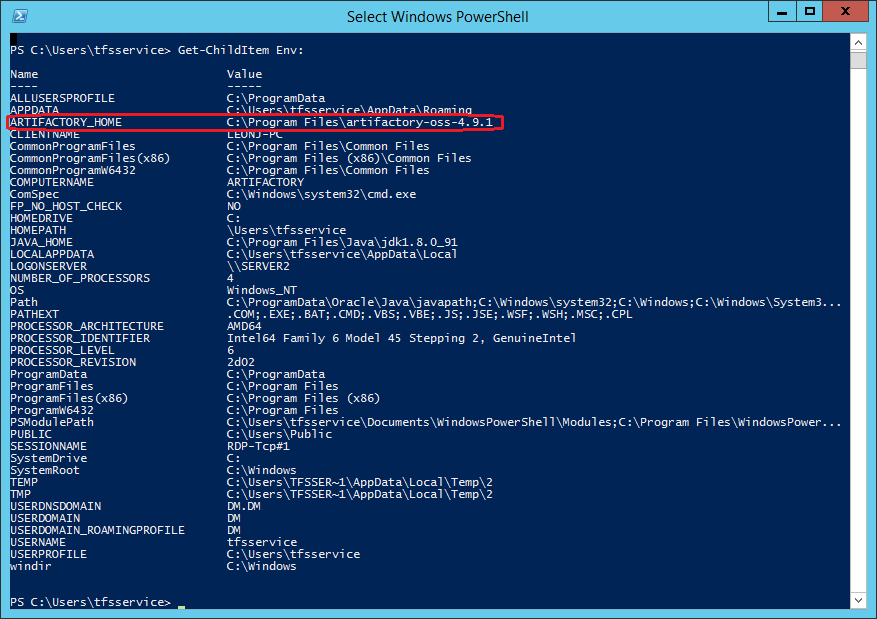 Select Windows PowerShell
PS C:\Users\tfsservice> Get-ChildItem Env:
Name Value
---- -----
ALLUSERSPROFILE C:\ProgramData
APPDATA C:\Users\tfsservice\AppData\Roaming
ARTIFACTORY_HOME C:\Program Files\artifactory-oss-4.9.1
CLIENTNAME LEONJ-PC
CommonProgramFiles C:\Program Files\Common Files
CommonProgramFiles(x86) C:\Program Files (x86)\Common Files
CommonProgramW6432 C:\Program Files\Common Files
COMPUTERNAME ARTIFACTORY
ComSpec C:\Windows\system32\cmd.exe
FP_NO_HOST_CHECK NO
HOMEDRIVE C:
HOMEPATH \Users\tfsservice
JAVA_HOME C:\Program Files\Java\jdk1.8.0_91
LOCALAPPDATA C:\Users\tfsservice\AppData\Local
LOGONSERVER \\SERVER2
NUMBER_OF_PROCESSORS 4
OS Windows_NT
Path C:\ProgramData\Oracle\Java\javapath;C:\Windows\system32;C:\Windows;C:\Windows\System3...
PATHEXT .COM;.EXE;.BAT;.CMD;.VBS;.VBE;.JS;.JSE;.WSF;.WSH;.MSC;.CPL
PROCESSOR_ARCHITECTURE AMD64
PROCESSOR_IDENTIFIER Intel64 Family 6 Model 45 Stepping 2, GenuineIntel
PROCESSOR_LEVEL 6
PROCESSOR_REVISION 2d02
ProgramData C:\ProgramData
ProgramFiles C:\Program Files
ProgramFiles(x86) C:\Program Files (x86)
ProgramW6432 C:\Program Files
PSModulePath C:\Users\tfsservice\Documents\WindowsPowerShell\Modules;C:\Program Files\WindowsPower...
PUBLIC C:\Users\Public
SESSIONNAME RDP-Tcp#1
SystemDrive C:
SystemRoot C:\Windows
TEMP C:\Users\TFSSER~1\AppData\Local\Temp\2
TMP C:\Users\TFSSER~1\AppData\Local\Temp\2
USERDNSDOMAIN DM.DM
USERDOMAIN DM
USERDOMAIN_ROAMINGPROFILE DM
USERNAME tfsservice
USERPROFILE C:\Users\tfsservice
windir C:\Windows
PS C:\Users\tfsservice>